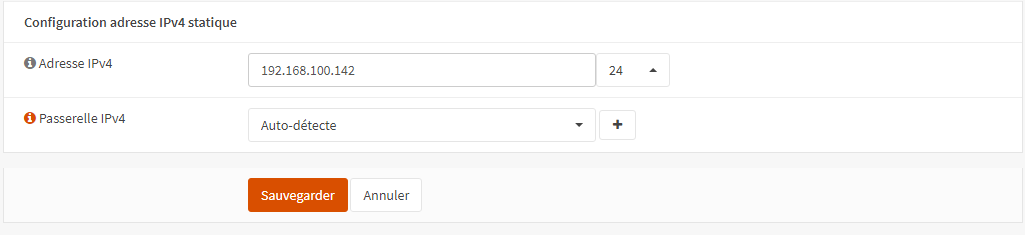 Configuration adresse IPv4 statique
Adresse IPv4
192.168.100.142
24
Passerelle IPv4
Auto-détecte
Sauvegarder
Annuler